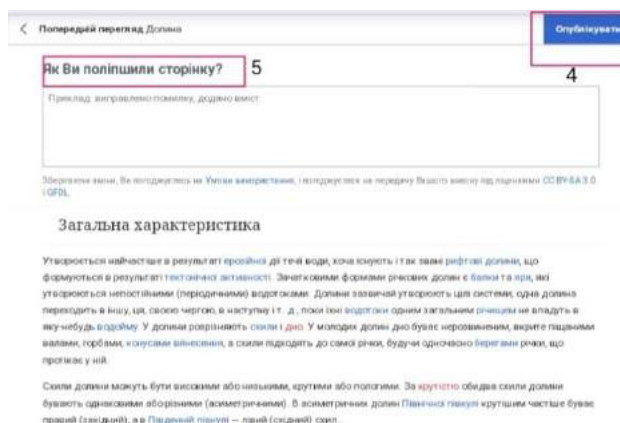 Попередній перегляд Долина
Опублікувати
4
Як Ви поліпшили сторінку?
5
Приклад: виправлено помилку, додано вміст
Зберігаючи зміни, Ви погоджуєтесь на Умови використання, і погоджуєтеся на передачу Вашого внеску під ліцензіями CC BY-SA 3.0
і GFDL.
Загальна характеристика
Утворюється найчастіше в результаті ерозійної дії течії води, хоча існують і так звані рифтові долини, що
формуються в результаті тектонічної активності. Зачатковими формами річкових долин є балки та яри, які
утворюються непостійними (періодичними) водотоками. Долини зазвичай утворюють цілі системи, одна долина
переходить в іншу, ця, своєю чергою, в наступну і т. д., поки їхні водотоки одним загальним річищем не впадуть в
яку-небудь водойму. У долини розрізняють схили і дно. У молодих долин дно буває нерозвиненим, вкрите піщаними
валами, горбами, конусами винесення, а схили підходять до самої річки, будучи одночасно берегами річки, що
протікає у ній.
Схили долини можуть бути високими або низькими, крутими або пологими. За крутістю обидва схили долини
бувають однаковими або різними (асиметричними). В асиметричних долин Північної півкулі крутішим частіше буває
правий (західний), а в Південній півкулі — лівий (східний) схил.